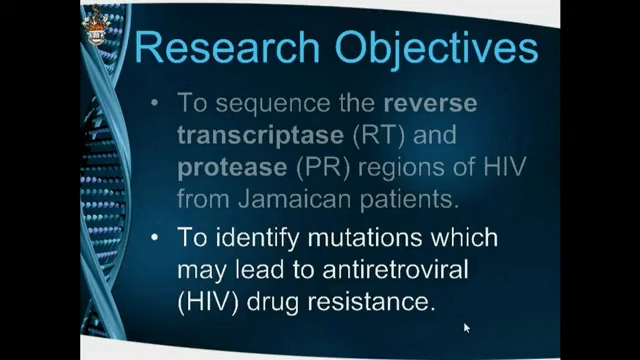 Research Objectives
• To sequence the reverse
transcriptase (RT) and
protease (PR) regions of HIV
from Jamaican patients.
• To identify mutations which
may lead to antiretroviral
(HIV) drug resistance.